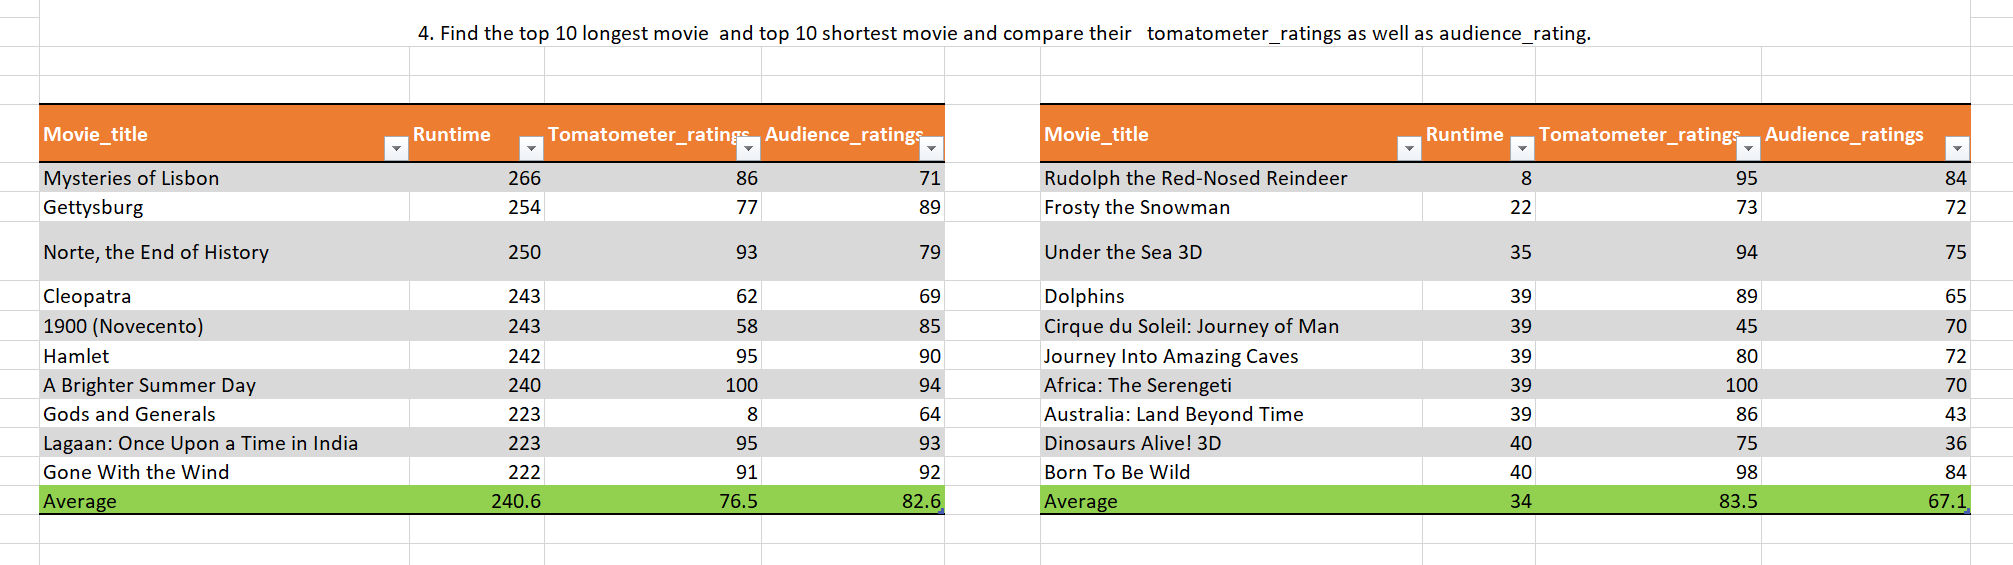 4. Find the top 10 longest movie  and top 10 shortest movie and compare their   tomatometer_ratings as well as audience_rating.
Movie_title Runtime Tomatometer_ratings Audience_ratings
Mysteries of Lisbon 266 86 71
Gettysburg 254 77 89
Norte, the End of History 250 93 79
Cleopatra 243 62 69
1900 (Novecento) 243 58 85
Hamlet 242 95 90
A Brighter Summer Day 240 100 94
Gods and Generals 223 8 64
Lagaan: Once Upon a Time in India 223 95 93
Gone With the Wind 222 91 92
Average 240.6 76.5 82.6
Movie_title Runtime Tomatometer_ratings Audience_ratings
Rudolph the Red-Nosed Reindeer 8 95 84
Frosty the Snowman 22 73 72
Under the Sea 3D 35 94 75
Dolphins 39 89 65
Cirque du Soleil: Journey of Man 39 45 70
Journey Into Amazing Caves 39 80 72
Africa: The Serengeti 39 100 70
Australia: Land Beyond Time 39 86 43
Dinosaurs Alive! 3D 40 75 36
Born To Be Wild 40 98 84
Average 34 83.5 67.1